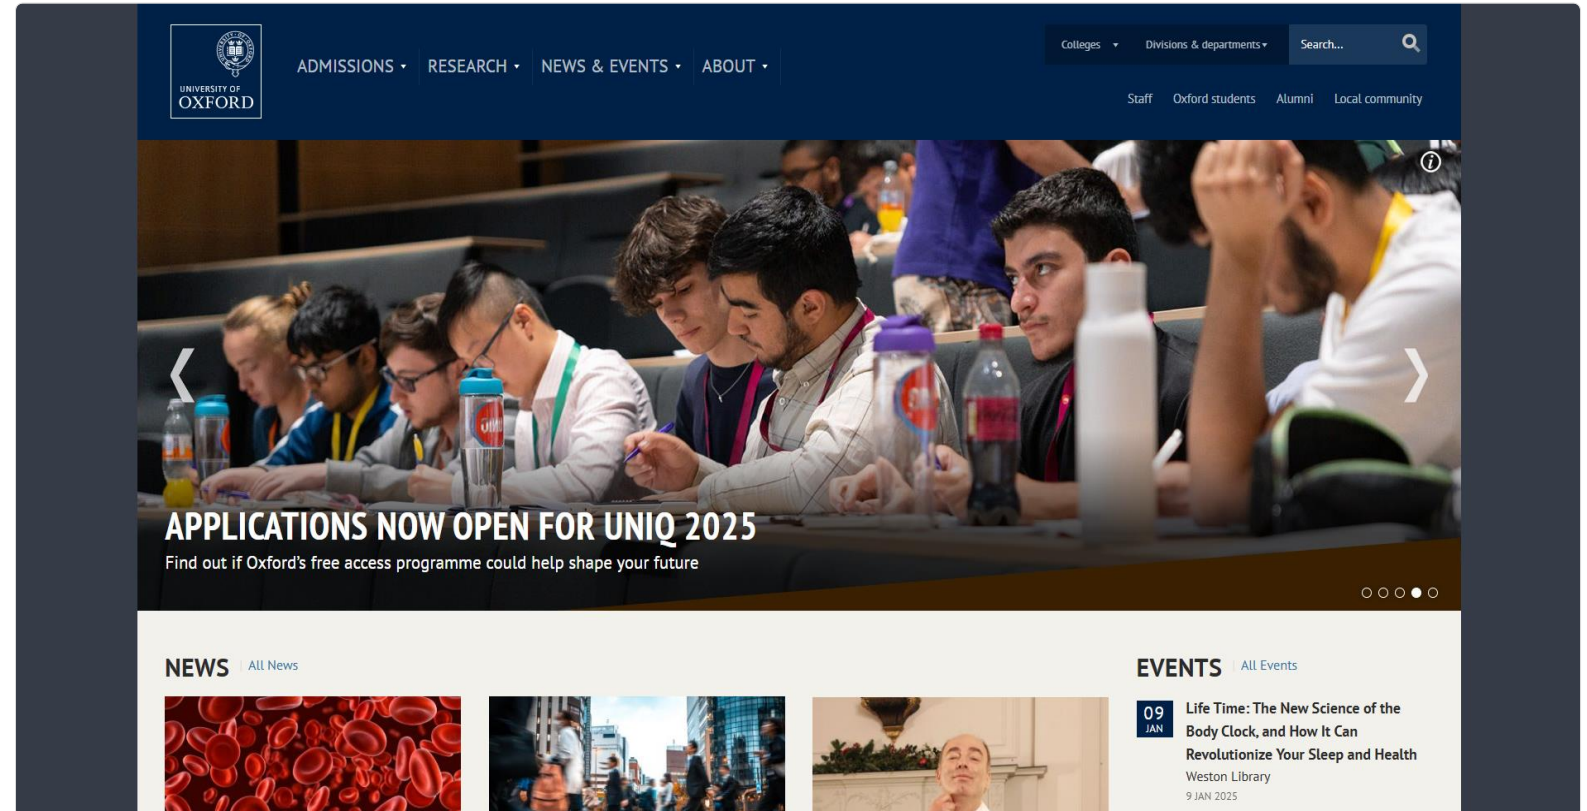 UNIVERSITY OF
OXFORD
ADMISSIONS
RESEARCH
NEWS & EVENTS
ABOUT
Colleges
Divisions & departments
Search...
Staff
Oxford students
Alumni
Local community
i
APPLICATIONS NOW OPEN FOR UNIQ 2025
Find out if Oxford's free access programme could help shape your future
NEWS
All News
EVENTS
All Events
09
JAN
Life Time: The New Science of the
Body Clock, and How It Can
Revolutionize Your Sleep and Health
Weston Library
9 JAN 2025